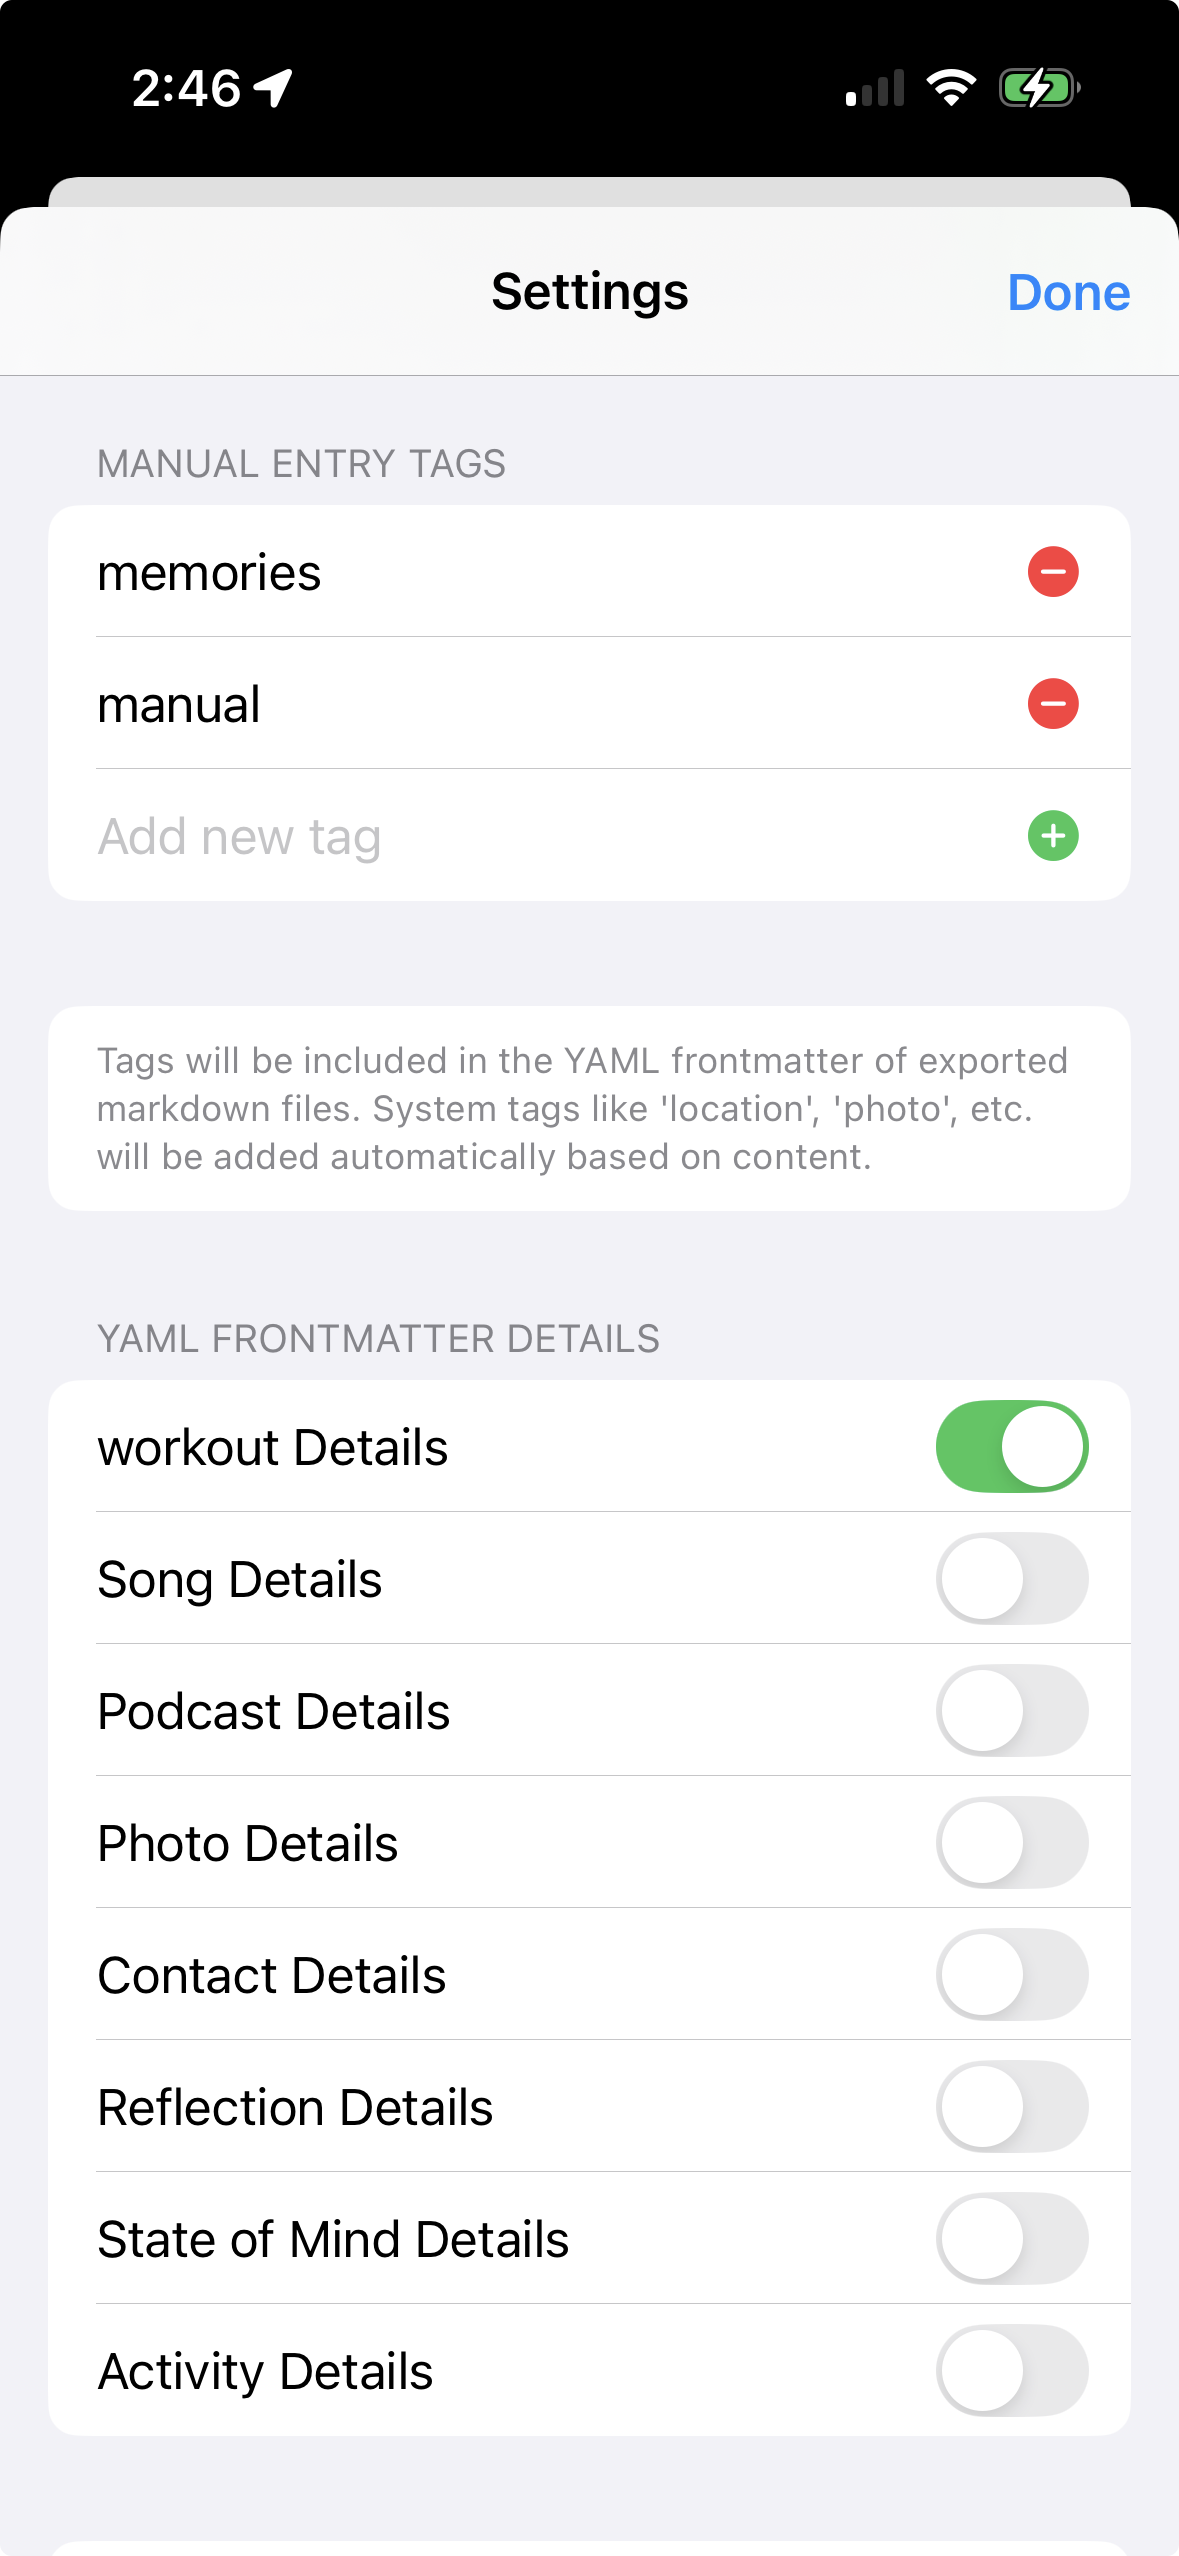 2:46
Settings
Done
MANUAL ENTRY TAGS
memories
manual
Add new tag
Tags will be included in the YAML frontmatter of exported
markdown files. System tags like 'location', 'photo', etc.
will be added automatically based on content.
YAML FRONTMATTER DETAILS
workout Details
Song Details
Podcast Details
Photo Details
Contact Details
Reflection Details
State of Mind Details
Activity Details